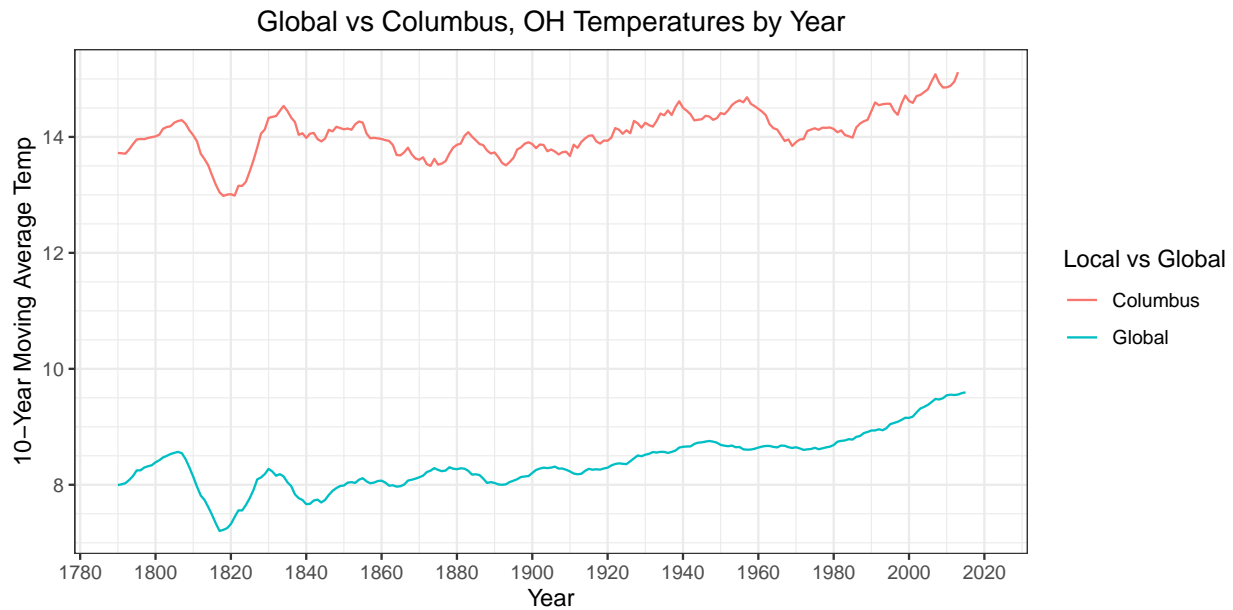 Global vs Columbus, OH Temperatures by Year
10−Year Moving Average Temp
14
12
10
8
1780 1800 1820 1840 1860 1880 1900 1920 1940 1960 1980 2000 2020
Year
Local vs Global
Columbus
Global